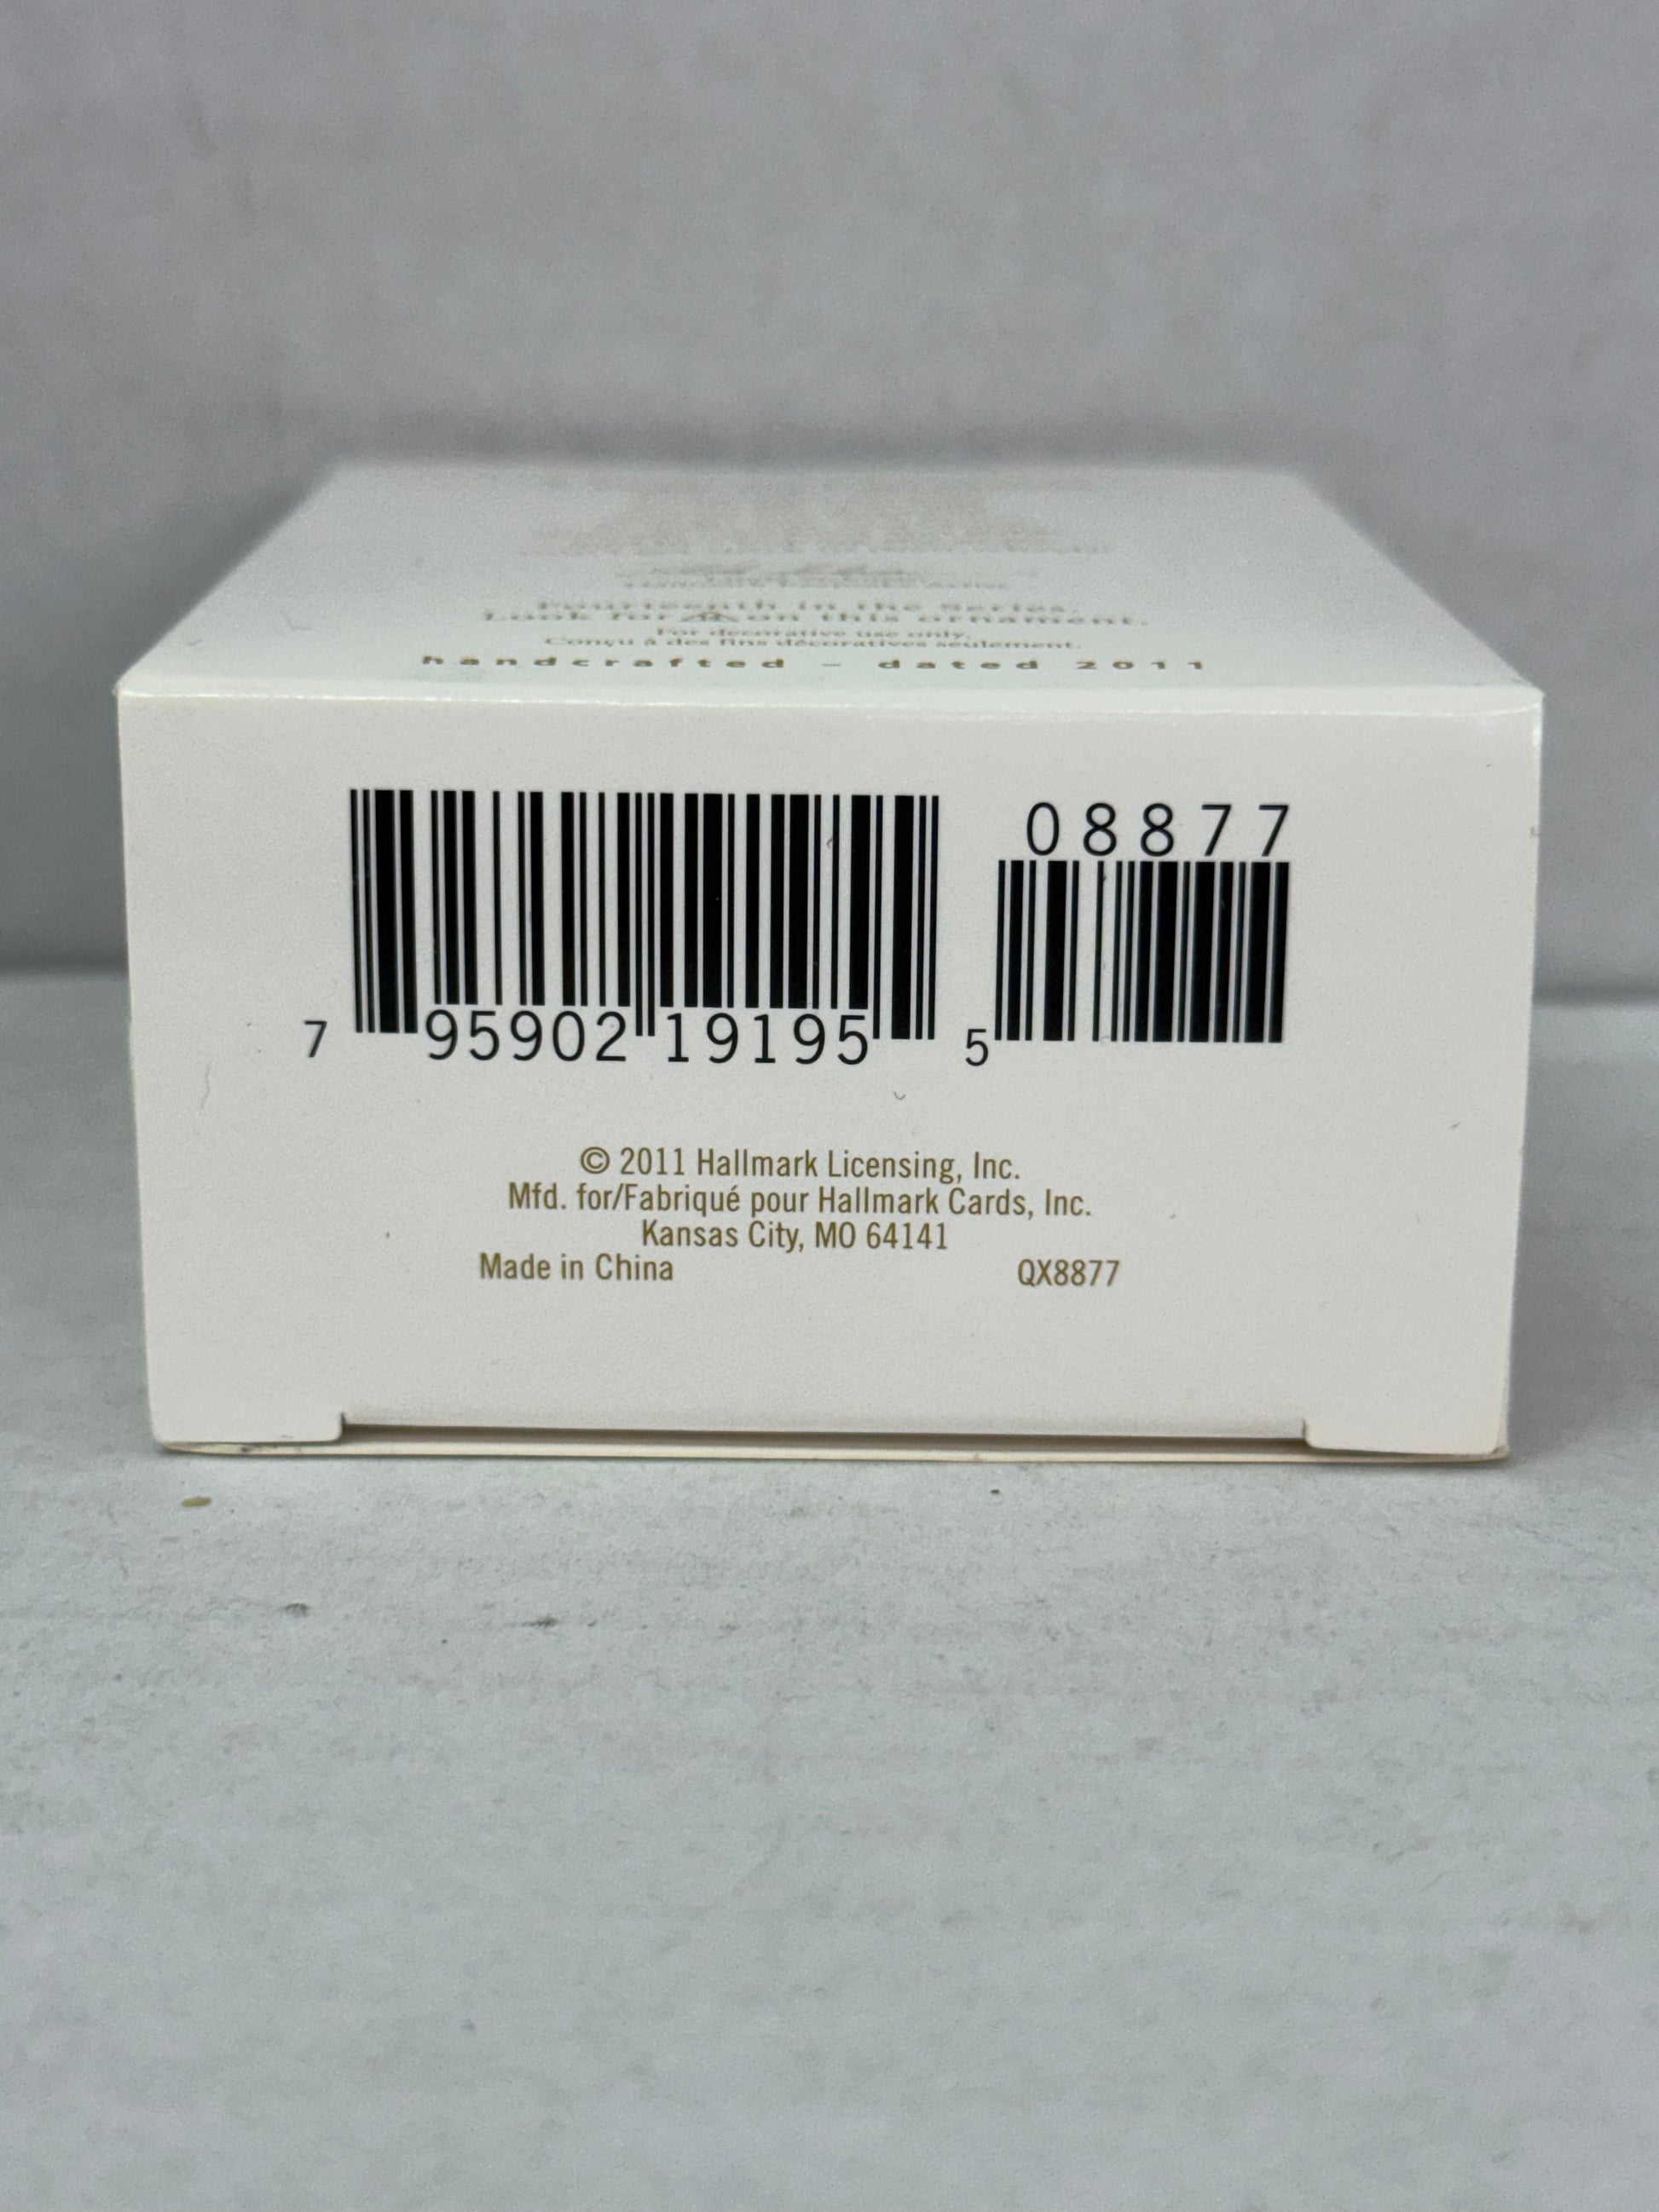 Fourteenth in the Series.
Look for on this ornament.
For decorative use only.
Conçu à des fins décoratives seulement.
handcrafted – dated 2011
08877
7 95902 19195 5
© 2011 Hallmark Licensing, Inc.
Mfd. for/Fabriqué pour Hallmark Cards, Inc.
Kansas City, MO 64141
Made in China QX8877